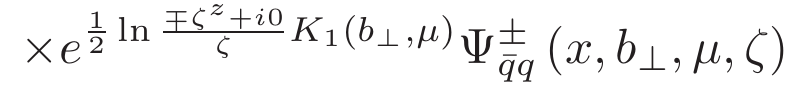 $\times e^{\frac{1}{2} \ln \frac{\mp \zeta^z + i0}{\zeta} K_1(b_\perp, \mu)} \Psi^{\pm}_{\bar{q}q} (x, b_\perp, \mu, \zeta)$